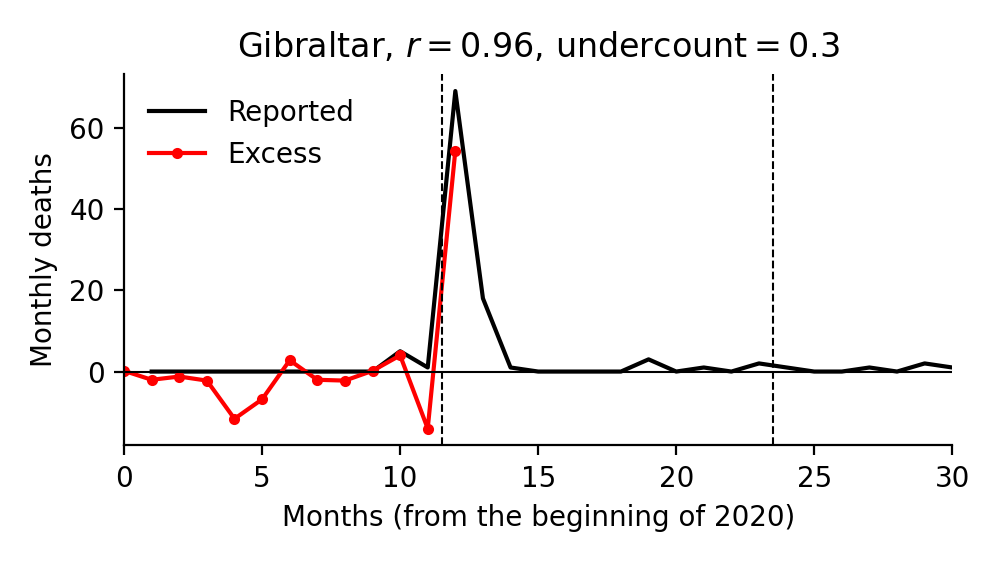 Gibraltar, r = 0.96, undercount = 0.3
Reported
Excess
Monthly deaths
60
40
20
0
0 5 10 15 20 25 30
Months (from the beginning of 2020)